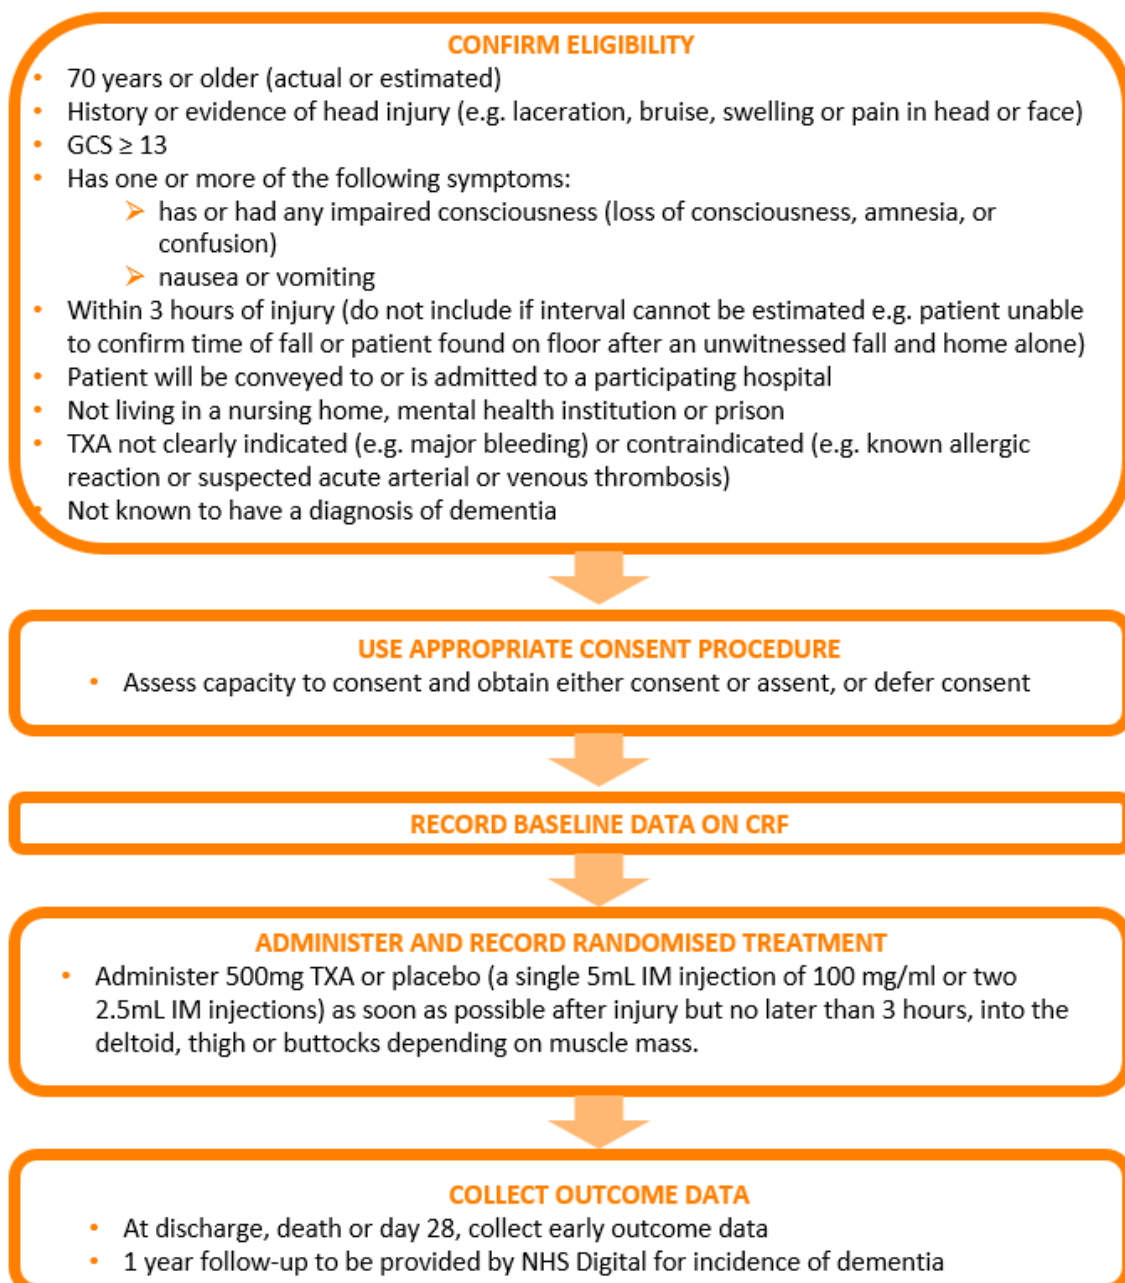 CONFIRM ELIGIBILITY
• 70 years or older (actual or estimated)
• History or evidence of head injury (e.g. laceration, bruise, swelling or pain in head or face)
• GCS ≥ 13
• Has one or more of the following symptoms:
➢ has or had any impaired consciousness (loss of consciousness, amnesia, or
confusion)
➢ nausea or vomiting
• Within 3 hours of injury (do not include if interval cannot be estimated e.g. patient unable
to confirm time of fall or patient found on floor after an unwitnessed fall and home alone)
• Patient will be conveyed to or is admitted to a participating hospital
• Not living in a nursing home, mental health institution or prison
• TXA not clearly indicated (e.g. major bleeding) or contraindicated (e.g. known allergic
reaction or suspected acute arterial or venous thrombosis)
• Not known to have a diagnosis of dementia
USE APPROPRIATE CONSENT PROCEDURE
• Assess capacity to consent and obtain either consent or assent, or defer consent
RECORD BASELINE DATA ON CRF
ADMINISTER AND RECORD RANDOMISED TREATMENT
• Administer 500mg TXA or placebo (a single 5mL IM injection of 100 mg/ml or two
2.5mL IM injections) as soon as possible after injury but no later than 3 hours, into the
deltoid, thigh or buttocks depending on muscle mass.
COLLECT OUTCOME DATA
• At discharge, death or day 28, collect early outcome data
• 1 year follow-up to be provided by NHS Digital for incidence of dementia